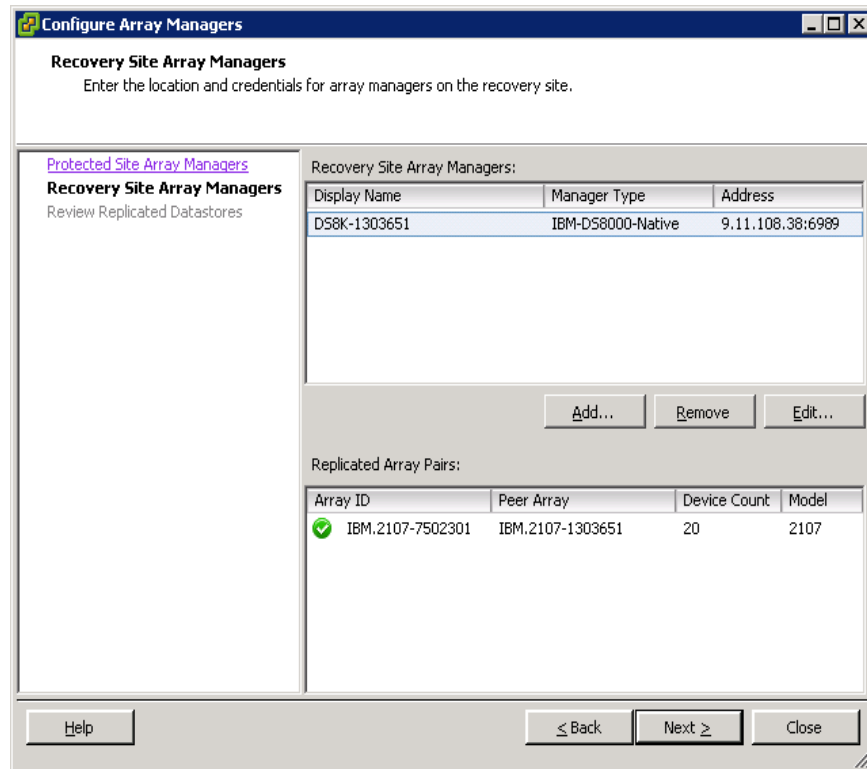 Configure Array Managers
Recovery Site Array Managers
Enter the location and credentials for array managers on the recovery site.
Protected Site Array Managers
Recovery Site Array Managers
Review Replicated Datastores
Recovery Site Array Managers:
Display Name Manager Type Address
DS8K-1303651 IBM-DS8000-Native 9.11.108.38:6989
Add... Remove Edit...
Replicated Array Pairs:
Array ID Peer Array Device Count Model
IBM.2107-7502301 IBM.2107-1303651 20 2107
Help < Back Next > Close